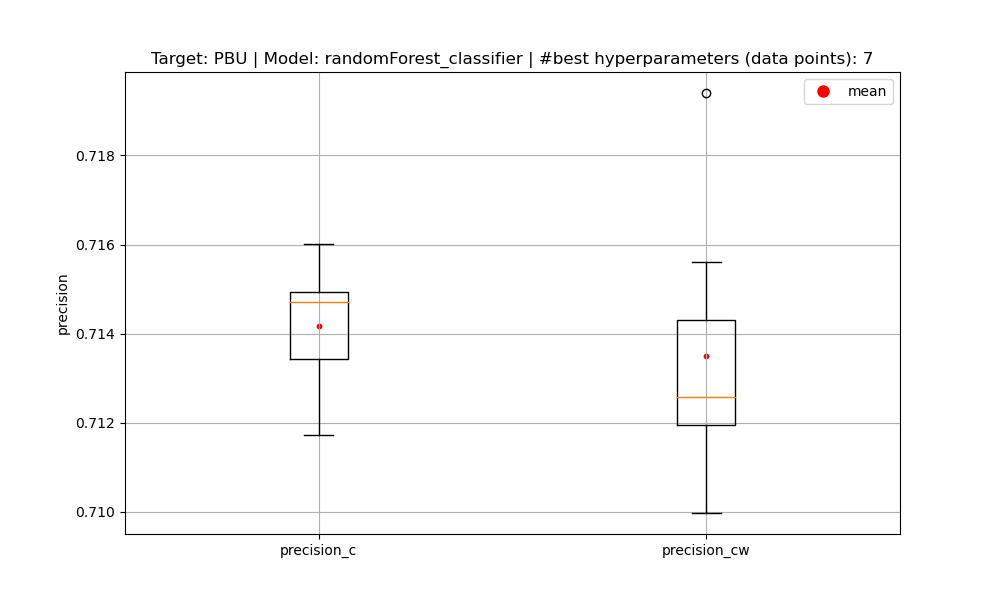 Target: PBU | Model: randomForest_classifier | #best hyperparameters (data points): 7
mean
0.718
0.716
0.714
0.712
0.710
precision
precision_c
precision_cw